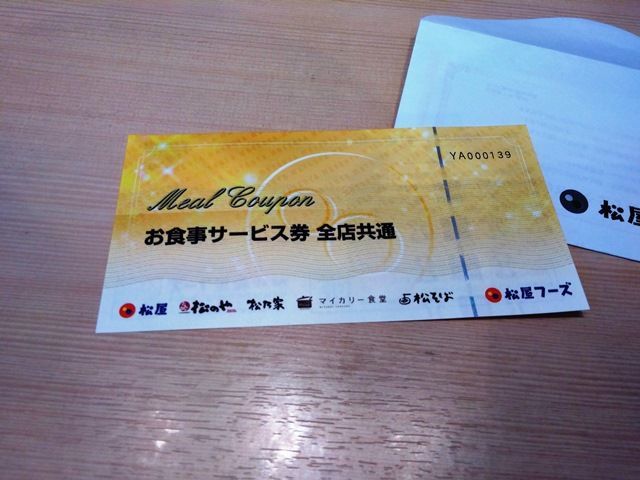 YA000139
Meal Coupon
お食事サービス券 全店共通
松屋 松のや 松乃家 マイカリー食堂 松そば 松屋フーズ
松屋